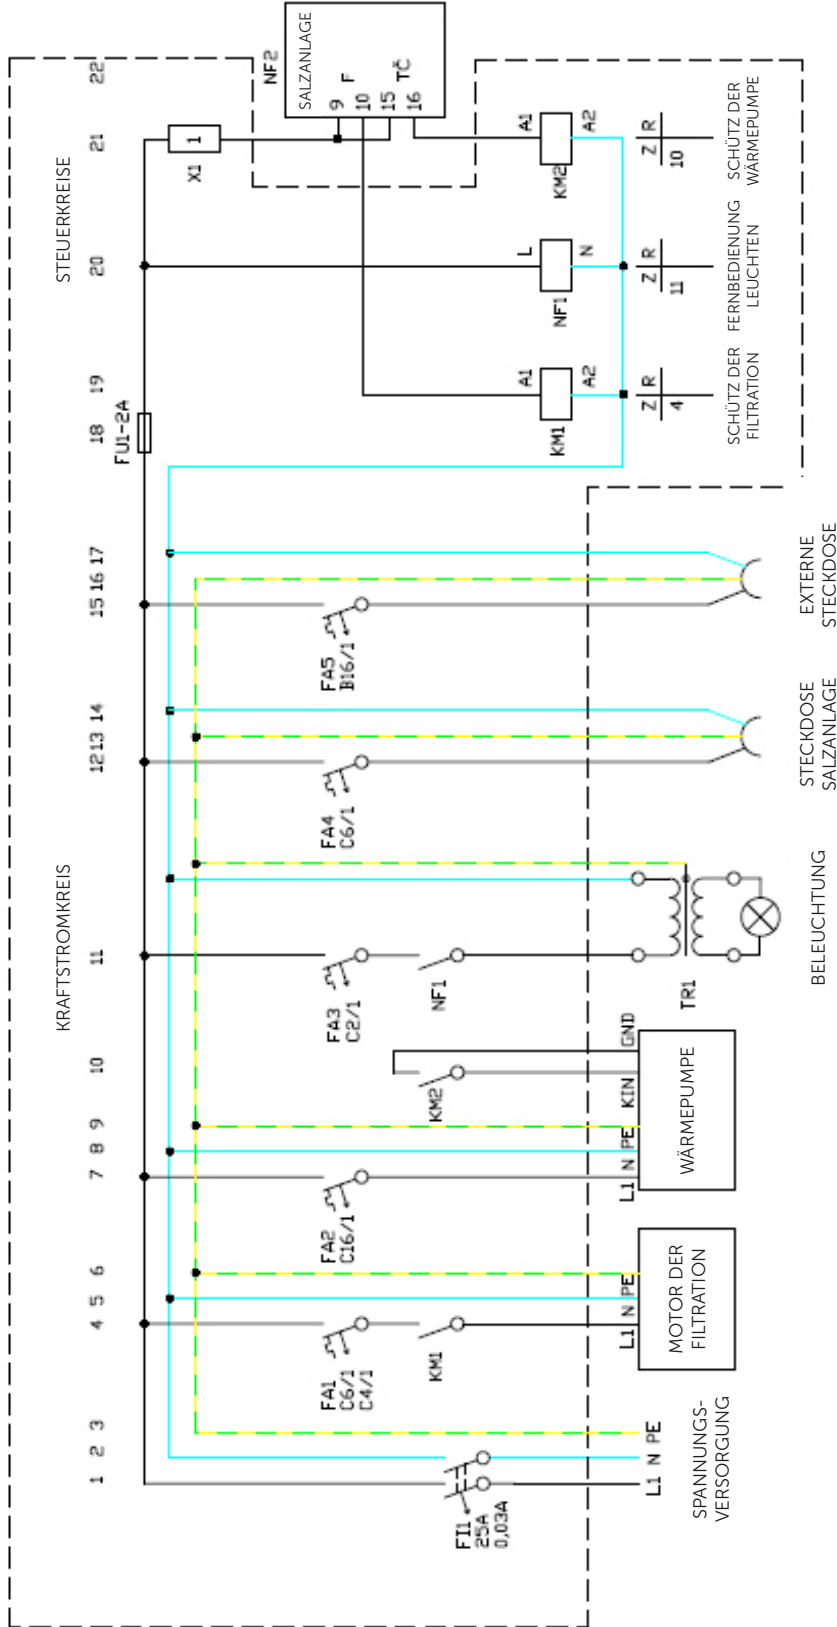 KRAFTSTROMKREIS
STEUERKREISE
1 2 3 4 5 6 7 8 9 10 11 12 13 14 15 16 17 18 19 20 21 22
FU1-2A
X1
1
NF2
SALZANLAGE
9 F
10
15 TČ
16
FI1
25A
0,03A
FA1
C6/1
C4/1
KM1
FA2
C16/1
KM2
FA3
C2/1
NF1
FA4
C6/1
FA5
B16/1
KM1
A1
A2
NF1
L
N
KM2
A1
A2
Z R
4
Z R
11
Z R
10
SCHÜTZ DER
FILTRATION
FERNBEDIENUNG
LEUCHTEN
SCHÜTZ DER
WÄRMEPUMPE
L1 N PE
L1 N PE
L1 N PE KIN GND
TR1
SPANNUNGS-
VERSORGUNG
MOTOR DER
FILTRATION
WÄRMEPUMPE
BELEUCHTUNG
STECKDOSE
SALZANLAGE
EXTERNE
STECKDOSE